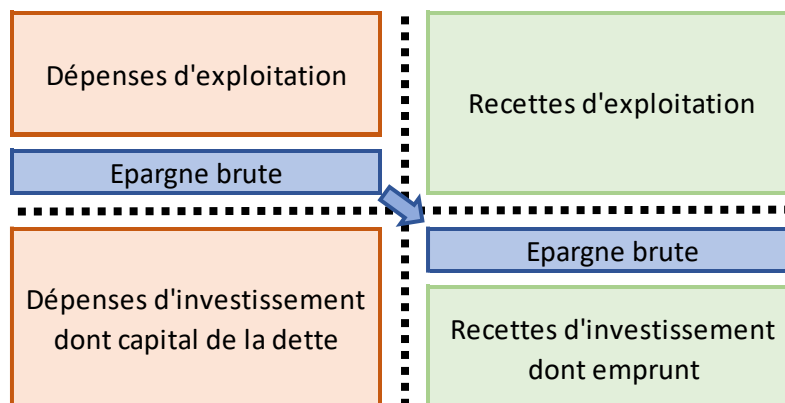 Dépenses d'exploitation
Recettes d'exploitation
Epargne brute
Epargne brute
Dépenses d'investissement
dont capital de la dette
Recettes d'investissement
dont emprunt